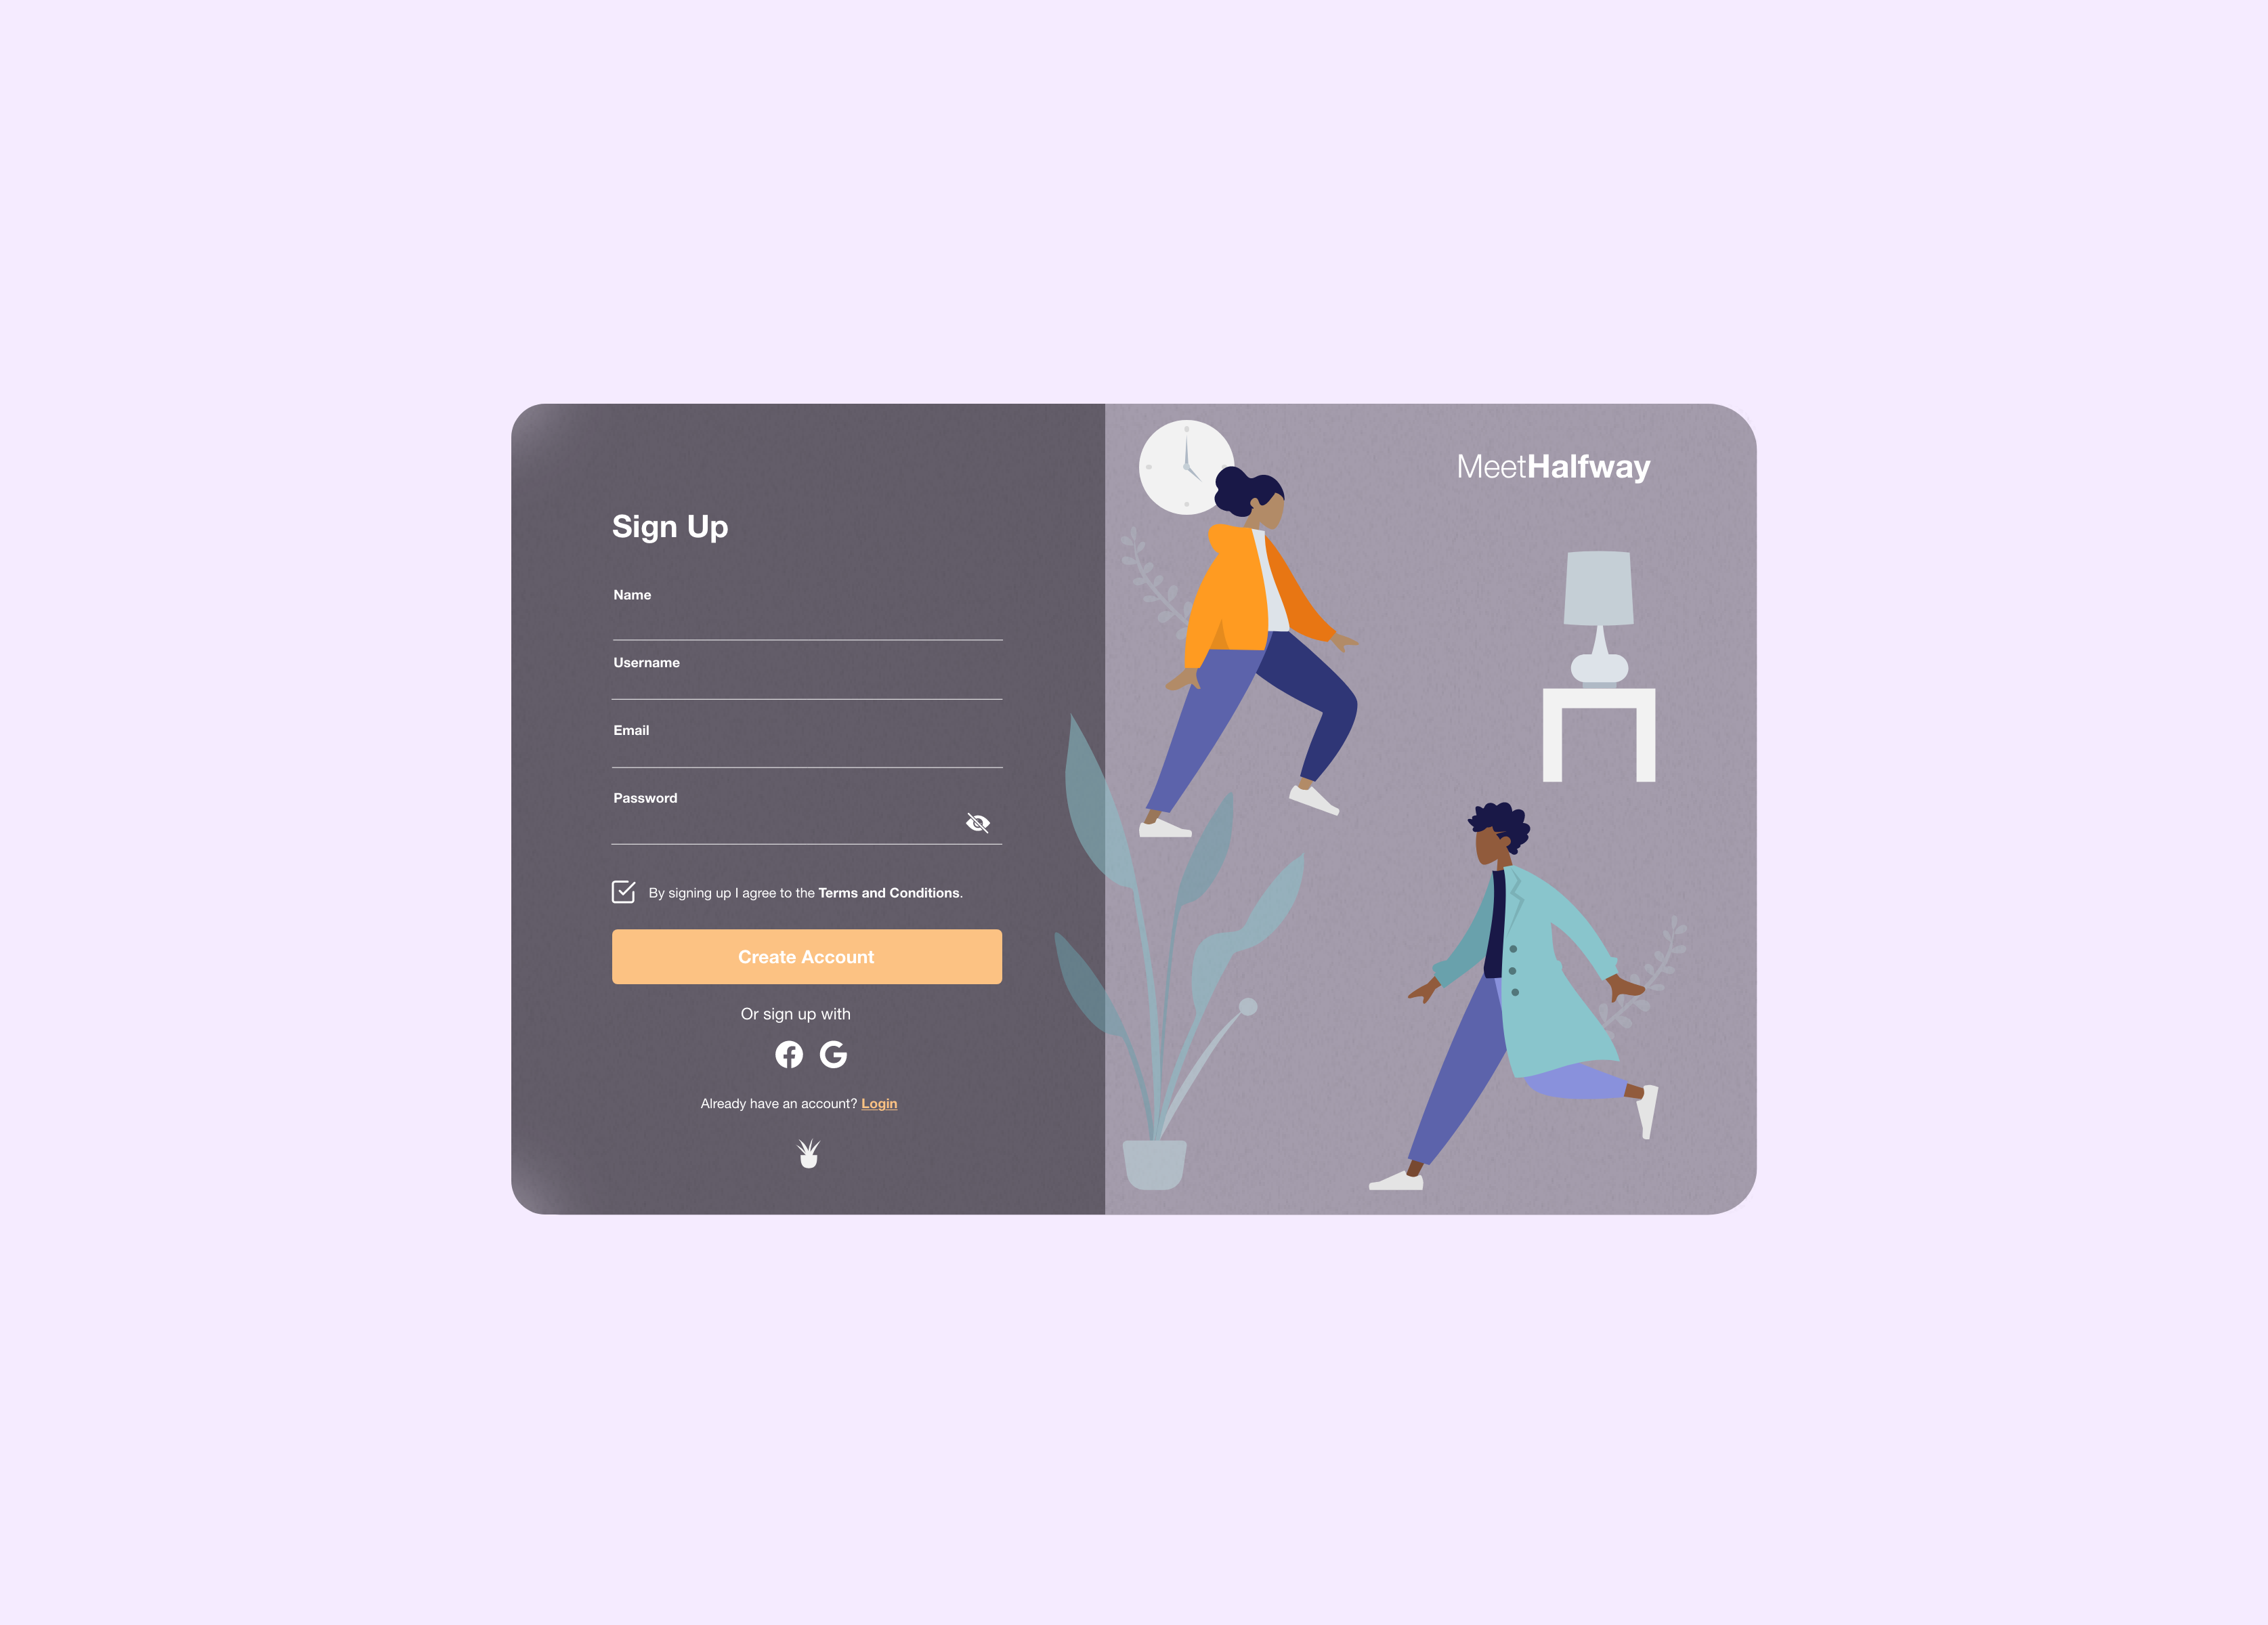 MeetHalfway
Sign Up
Name
Username
Email
Password
By signing up I agree to the Terms and Conditions.
Create Account
Or sign up with
Already have an account? Login